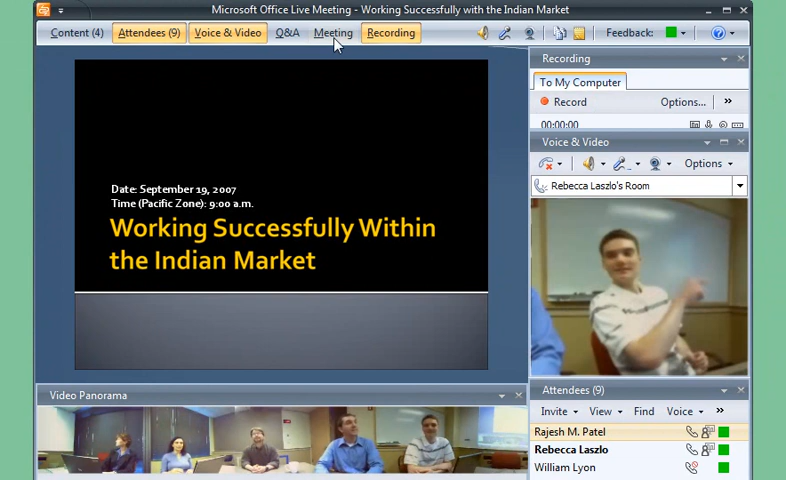 Microsoft Office Live Meeting - Working Successfully with the Indian Market
Content (4) Attendees (9) Voice & Video Q&A Meeting Recording Feedback:
Date: September 19, 2007
Time (Pacific Zone): 9:00 a.m.
Working Successfully Within
the Indian Market
Recording
To My Computer
Record Options... »
00:00:00
Voice & Video
Options
Rebecca Laszlo's Room
Video Panorama
Attendees (9)
Invite View Find Voice »
Rajesh M. Patel
Rebecca Laszlo
William Lyon